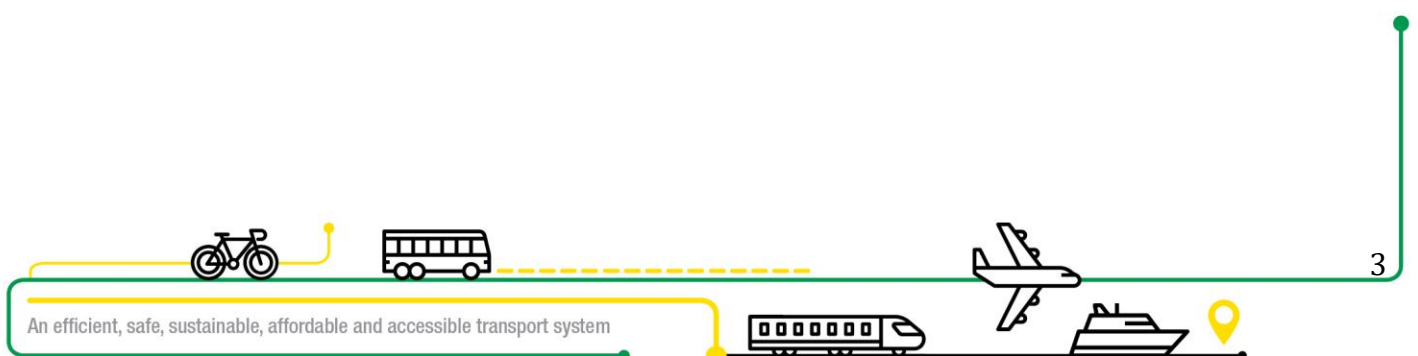 3
An efficient, safe, sustainable, affordable and accessible transport system